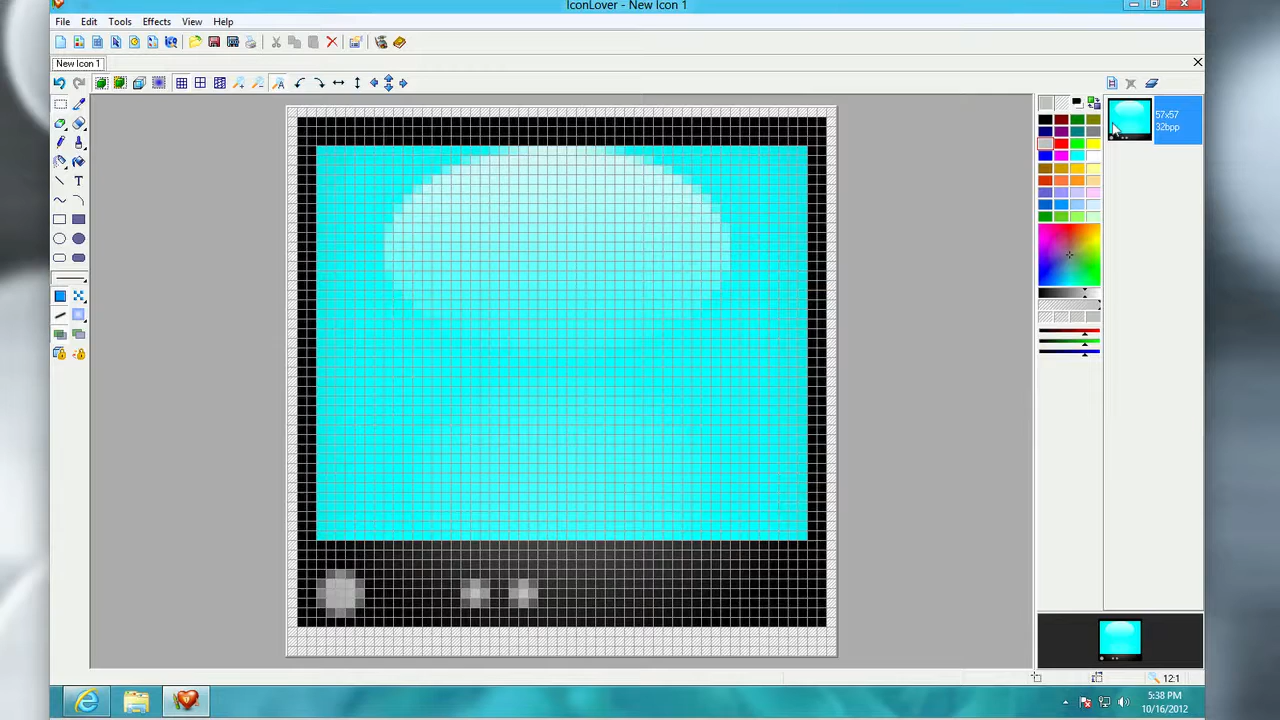 IconLover - New Icon 1
File Edit Tools Effects View Help
New Icon 1
57x57
32bpp
12:1
5:38 PM
10/16/2012